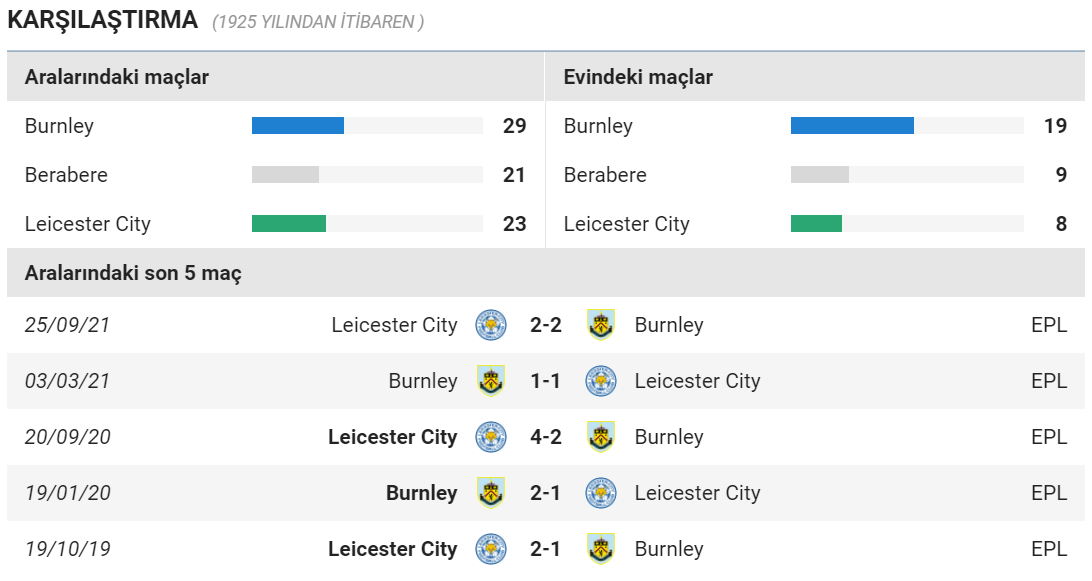 KARŞILAŞTIRMA (1925 YILINDAN İTİBAREN )
Aralarındaki maçlar Evindeki maçlar
Burnley 29 Burnley 19
Berabere 21 Berabere 9
Leicester City 23 Leicester City 8
Aralarındaki son 5 maç
25/09/21 Leicester City 2-2 Burnley EPL
03/03/21 Burnley 1-1 Leicester City EPL
20/09/20 Leicester City 4-2 Burnley EPL
19/01/20 Burnley 2-1 Leicester City EPL
19/10/19 Leicester City 2-1 Burnley EPL